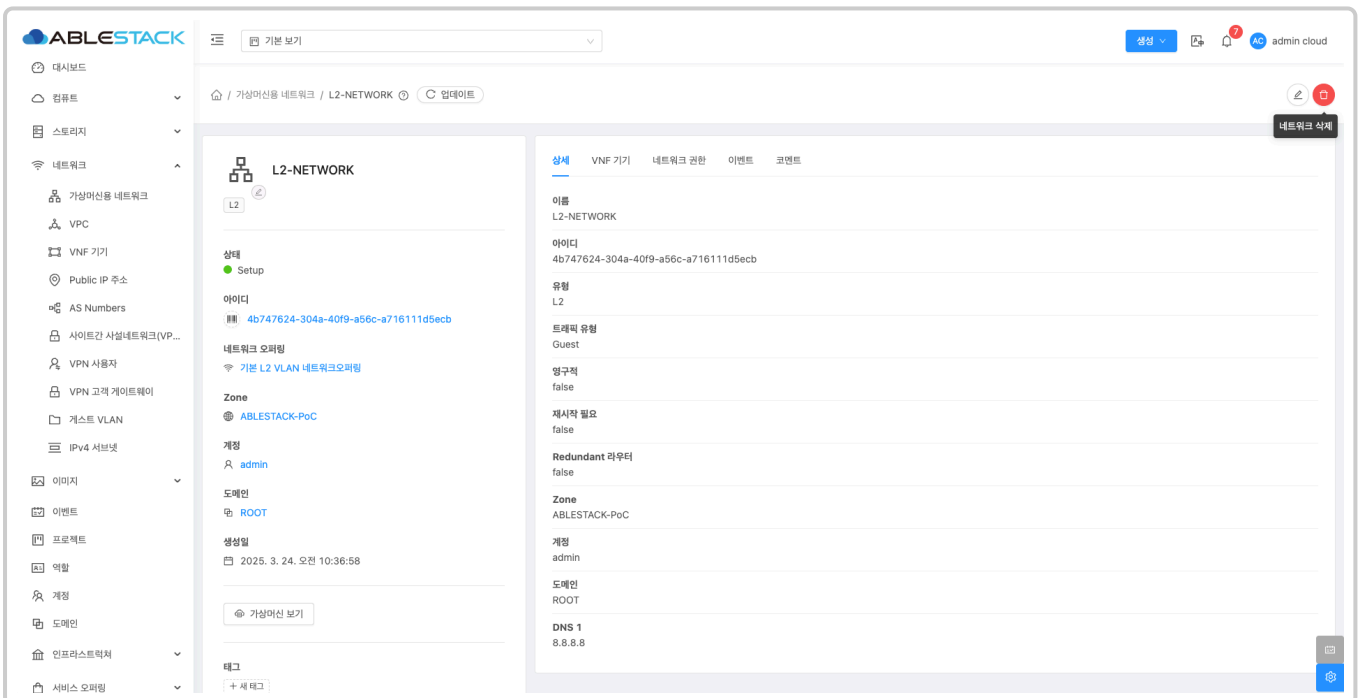 ABLESTACK
기본 보기
생성
7
AC
admin cloud
대시보드
컴퓨트
스토리지
네트워크
가상머신용 네트워크
VPC
VNF 기기
Public IP 주소
AS Numbers
사이트간 사설네트워크(VP...
VPN 사용자
VPN 고객 게이트웨이
게스트 VLAN
IPv4 서브넷
이미지
이벤트
프로젝트
역할
계정
도메인
인프라스트럭쳐
서비스 오퍼링
/ 가상머신용 네트워크 / L2-NETWORK
업데이트
네트워크 삭제
L2-NETWORK
L2
상태
Setup
아이디
4b747624-304a-40f9-a56c-a716111d5ecb
네트워크 오퍼링
기본 L2 VLAN 네트워크오퍼링
Zone
ABLESTACK-PoC
계정
admin
도메인
ROOT
생성일
2025. 3. 24. 오전 10:36:58
가상머신 보기
태그
+ 새 태그
상세
VNF 기기
네트워크 권한
이벤트
코멘트
이름
L2-NETWORK
아이디
4b747624-304a-40f9-a56c-a716111d5ecb
유형
L2
트래픽 유형
Guest
영구적
false
재시작 필요
false
Redundant 라우터
false
Zone
ABLESTACK-PoC
계정
admin
도메인
ROOT
DNS 1
8.8.8.8